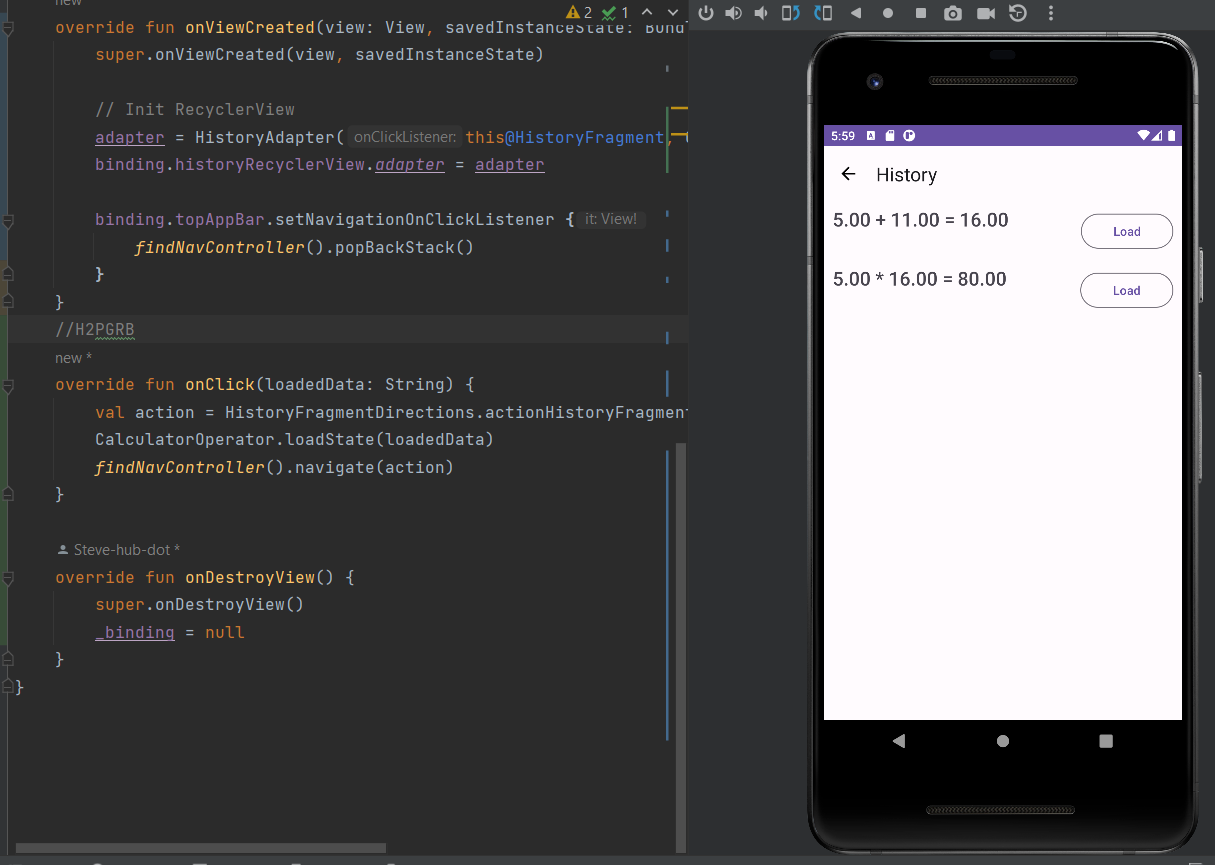 new
2 1
override fun onViewCreated(view: View, savedInstanceState: Bund
super.onViewCreated(view, savedInstanceState)
// Init RecyclerView
adapter = HistoryAdapter( onClickListener: this@HistoryFragment,
binding.historyRecyclerView.adapter = adapter
binding.topAppBar.setNavigationOnClickListener { it: View!
findNavController().popBackStack()
}
}
//H2PGRB
new *
override fun onClick(loadedData: String) {
val action = HistoryFragmentDirections.actionHistoryFragment
CalculatorOperator.loadState(loadedData)
findNavController().navigate(action)
}
Steve-hub-dot *
override fun onDestroyView() {
super.onDestroyView()
_binding = null
}
}
5:59
History
5.00 + 11.00 = 16.00
Load
5.00 * 16.00 = 80.00
Load